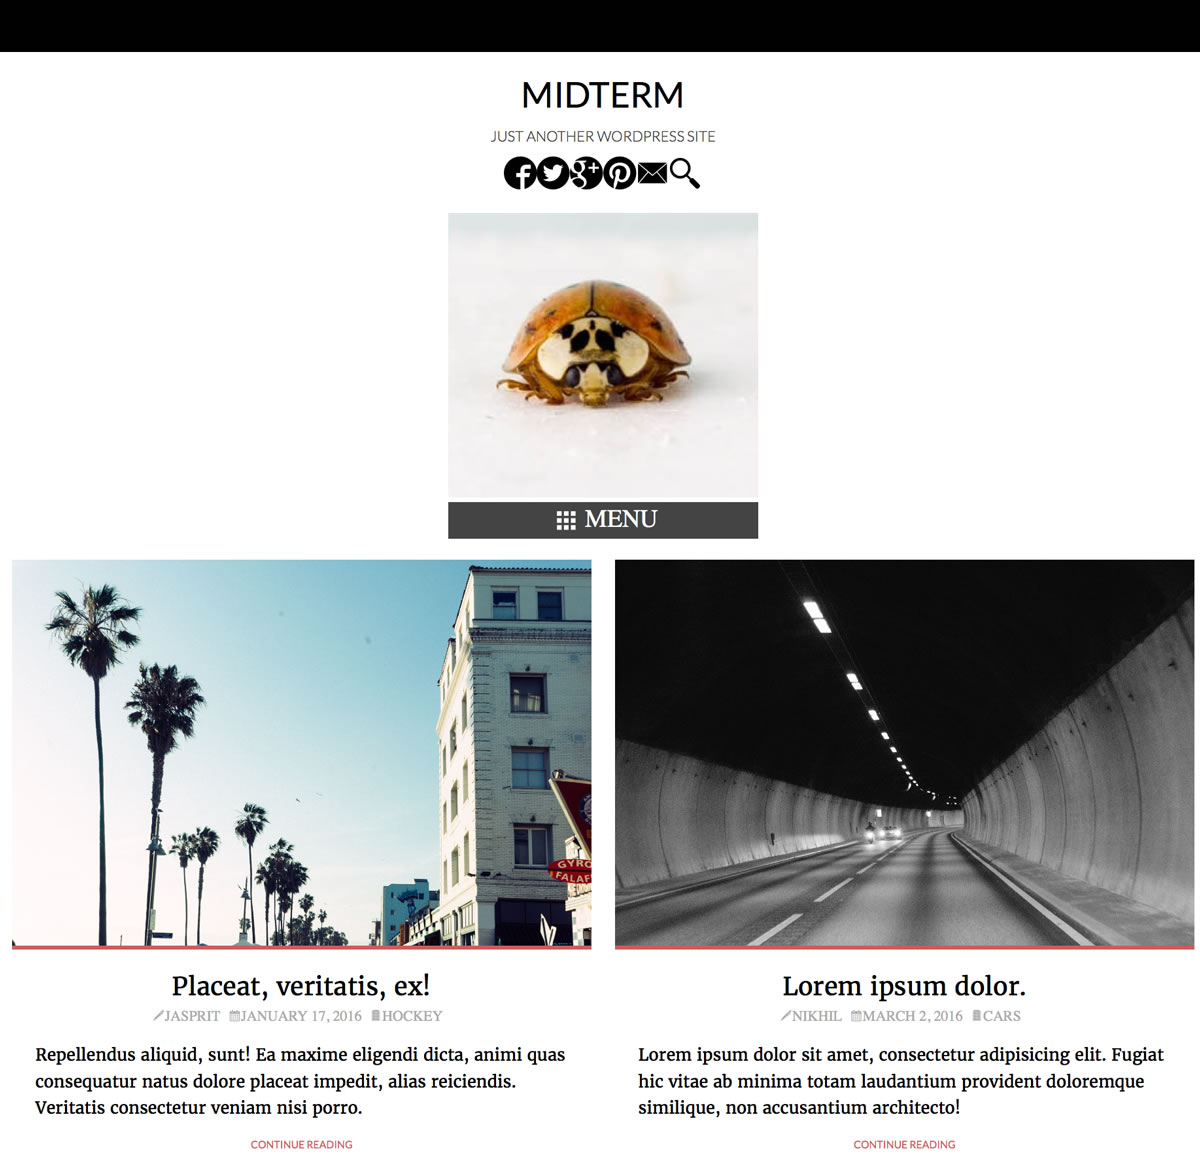 MIDTERM
JUST ANOTHER WORDPRESS SITE
MENU
GYRO
FALAF
Placeat, veritatis, ex!
JASPRIT JANUARY 17, 2016 HOCKEY
Repellendus aliquid, sunt! Ea maxime eligendi dicta, animi quas
consequatur natus dolore placeat impedit, alias reiciendis.
Veritatis consectetur veniam nisi porro.
CONTINUE READING
Lorem ipsum dolor.
NIKHIL MARCH 2, 2016 CARS
Lorem ipsum dolor sit amet, consectetur adipisicing elit. Fugiat
hic vitae ab minima totam laudantium provident doloremque
similique, non accusantium architecto!
CONTINUE READING